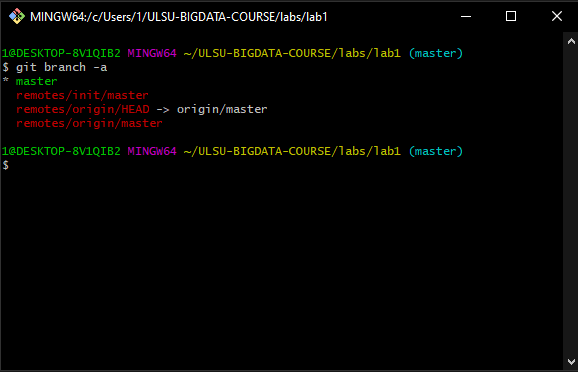 MINGW64:/c/Users/1/ULSU-BIGDATA-COURSE/labs/lab1
1@DESKTOP-8V1QIB2 MINGW64 ~/ULSU-BIGDATA-COURSE/labs/lab1 (master)
$ git branch -a
* master
  remotes/init/master
  remotes/origin/HEAD -> origin/master
  remotes/origin/master
1@DESKTOP-8V1QIB2 MINGW64 ~/ULSU-BIGDATA-COURSE/labs/lab1 (master)
$